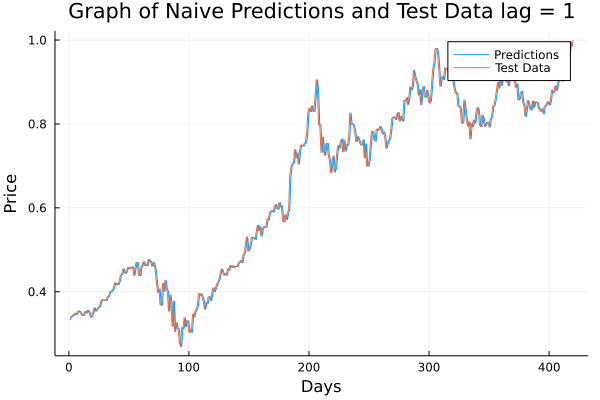 Graph of Naive Predictions and Test Data lag = 1
Predictions
Test Data
Price
1.0
0.8
0.6
0.4
0 100 200 300 400
Days